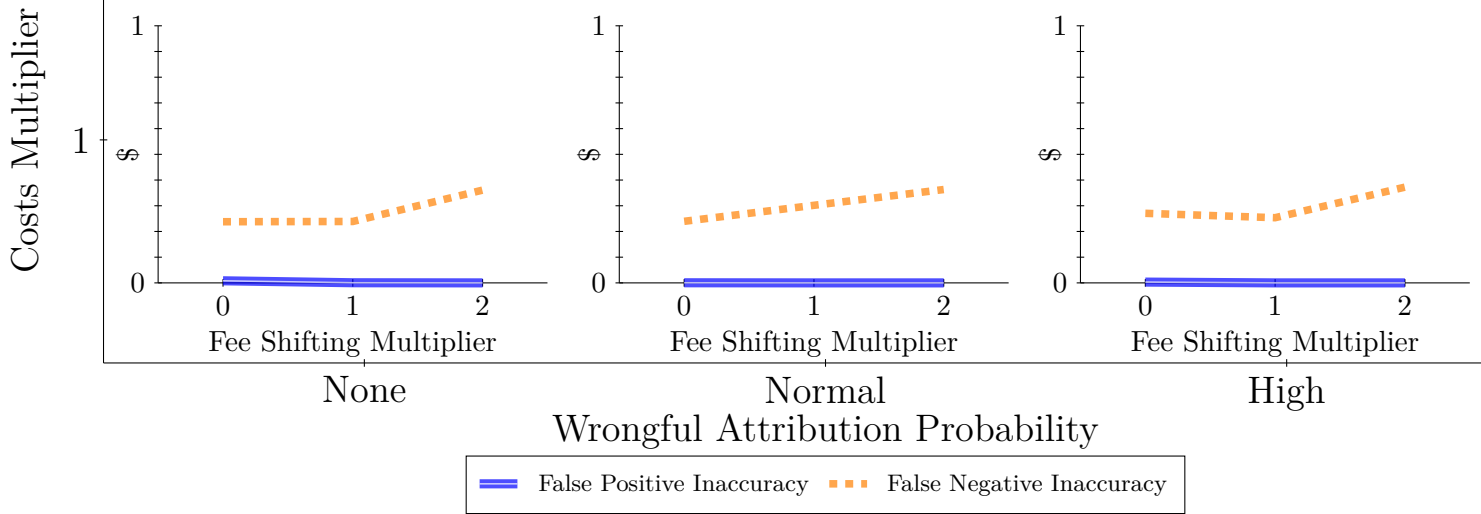 Costs Multiplier
1
1
$
0
0 1 2
Fee Shifting Multiplier
1
$
0
0 1 2
Fee Shifting Multiplier
1
$
0
0 1 2
Fee Shifting Multiplier
None Normal High
Wrongful Attribution Probability
False Positive Inaccuracy False Negative Inaccuracy